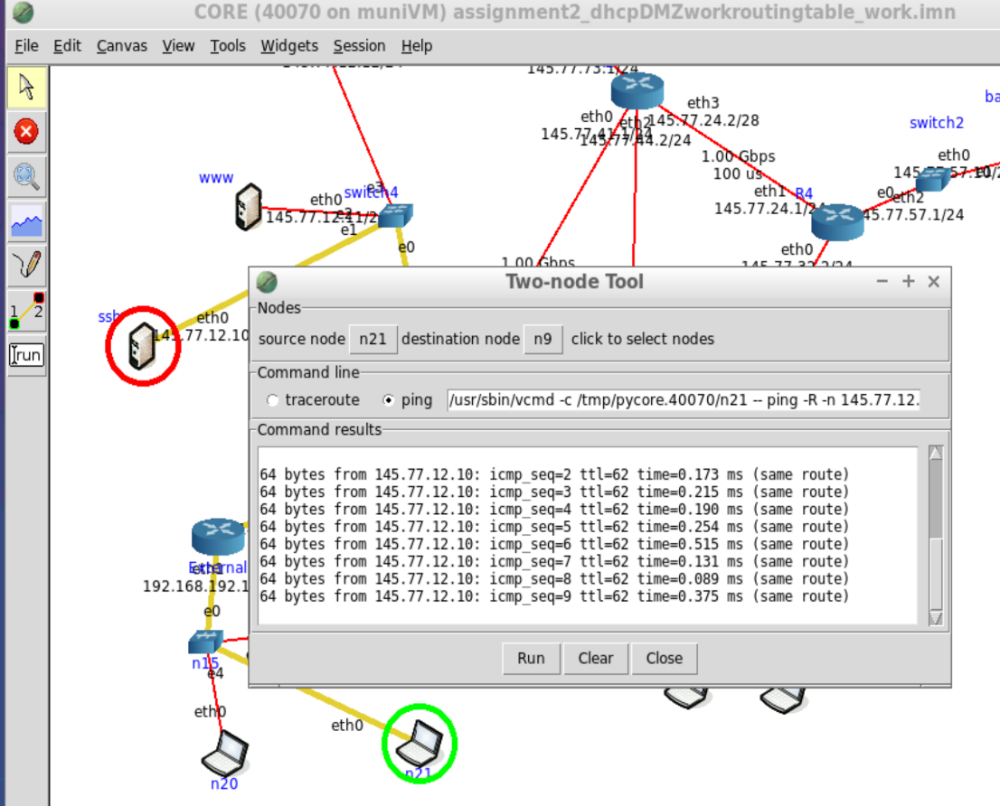 CORE (40070 on muniVM) assignment2_dhcpDMZworkroutingtable_work.imn
File Edit Canvas View Tools Widgets Session Help
145.77.73.1/24
eth3
145.77.24.2/28
eth0
eth2
145.77.41.1/24
145.77.44.2/24
switch2
1.00 Gbps
100 us
eth0
www
e3
switch4
eth0
145.77.12.11/2
e2
e1
e0
eth1
R4
145.77.24.1/24
e0
eth2
45.77.57.1/24
eth0
1.00 Gbps
145.77.32.2/24
ssh
eth0
145.77.12.10
Two-node Tool
Nodes
source node n21 destination node n9 click to select nodes
Command line
traceroute ping /usr/sbin/vcmd -c /tmp/pycore.40070/n21 -- ping -R -n 145.77.12.
Command results
64 bytes from 145.77.12.10: icmp_seq=2 ttl=62 time=0.173 ms (same route)
64 bytes from 145.77.12.10: icmp_seq=3 ttl=62 time=0.215 ms (same route)
64 bytes from 145.77.12.10: icmp_seq=4 ttl=62 time=0.190 ms (same route)
64 bytes from 145.77.12.10: icmp_seq=5 ttl=62 time=0.254 ms (same route)
64 bytes from 145.77.12.10: icmp_seq=6 ttl=62 time=0.515 ms (same route)
64 bytes from 145.77.12.10: icmp_seq=7 ttl=62 time=0.131 ms (same route)
64 bytes from 145.77.12.10: icmp_seq=8 ttl=62 time=0.089 ms (same route)
64 bytes from 145.77.12.10: icmp_seq=9 ttl=62 time=0.375 ms (same route)
Run Clear Close
External
eth1
192.168.192.1
e0
n15
e4
eth0
eth0
n20
n21
1 2
run